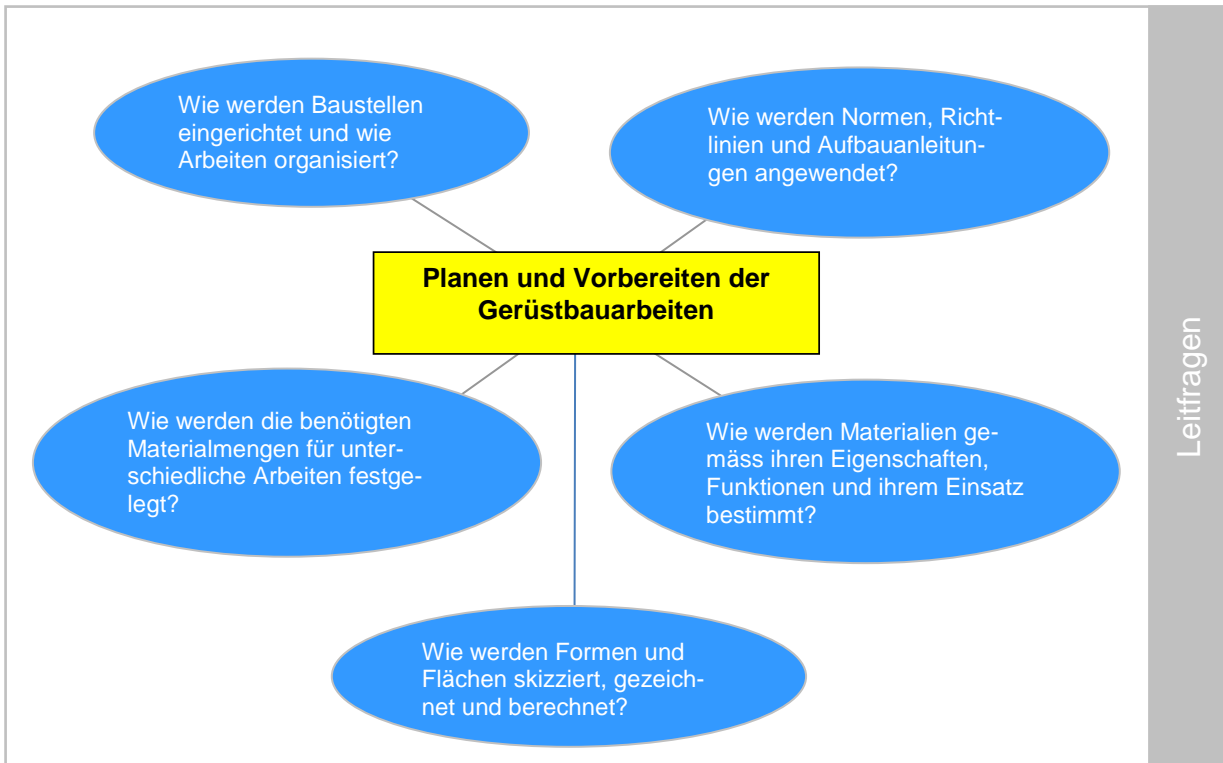 Wie werden Baustellen
eingerichtet und wie
Arbeiten organisiert?
Wie werden Normen, Richt-
linien und Aufbauanleitun-
gen angewendet?
Planen und Vorbereiten der
Gerüstbauarbeiten
Wie werden die benötigten
Materialmengen für unter-
schiedliche Arbeiten festge-
legt?
Wie werden Materialien ge-
mäss ihren Eigenschaften,
Funktionen und ihrem Einsatz
bestimmt?
Wie werden Formen und
Flächen skizziert, gezeich-
net und berechnet?
Leitfragen